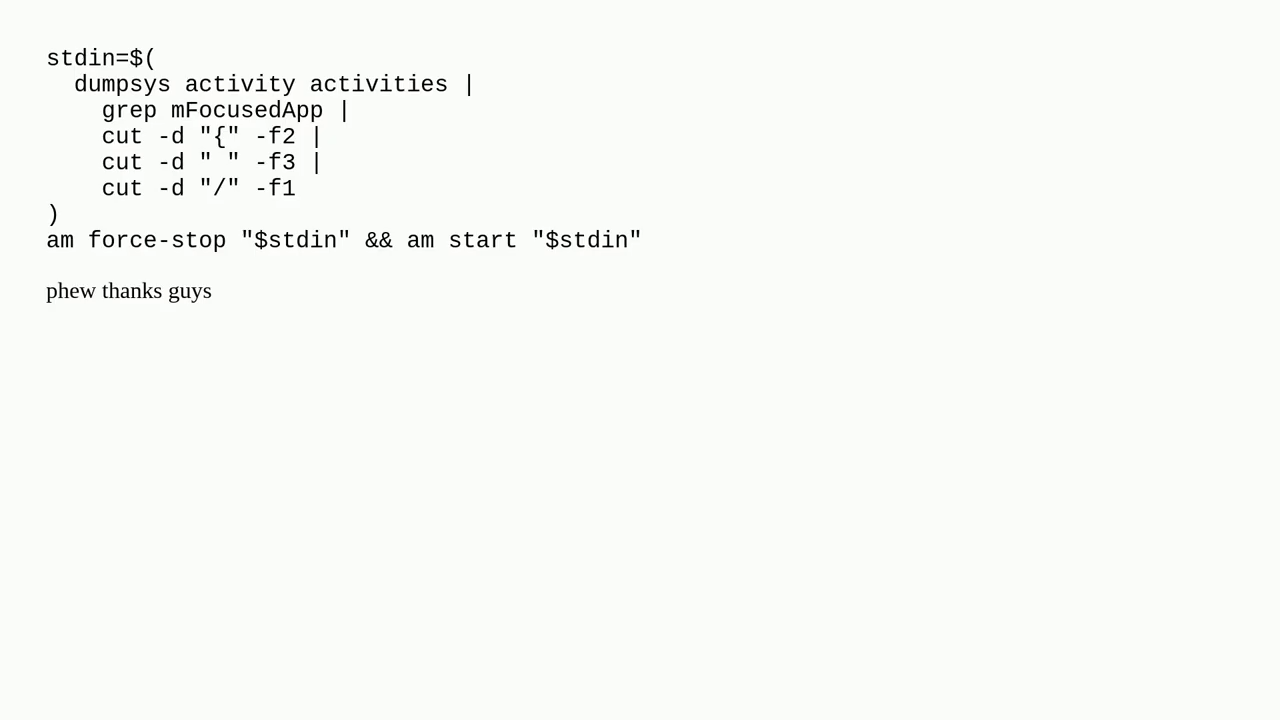 stdin=$(
  dumpsys activity activities |
    grep mFocusedApp |
    cut -d "{" -f2 |
    cut -d " " -f3 |
    cut -d "/" -f1
)
am force-stop "$stdin" && am start "$stdin"
phew thanks guys